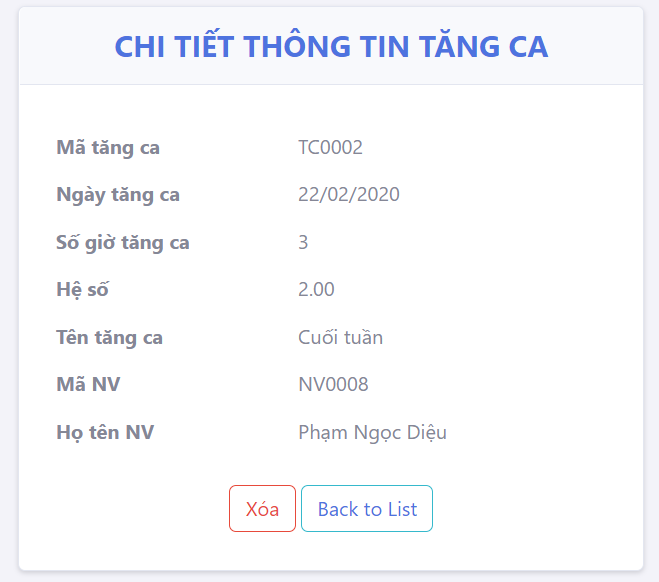 CHI TIẾT THÔNG TIN TĂNG CA
Mã tăng ca TC0002
Ngày tăng ca 22/02/2020
Số giờ tăng ca 3
Hệ số 2.00
Tên tăng ca Cuối tuần
Mã NV NV0008
Họ tên NV Phạm Ngọc Diệu
Xóa Back to List